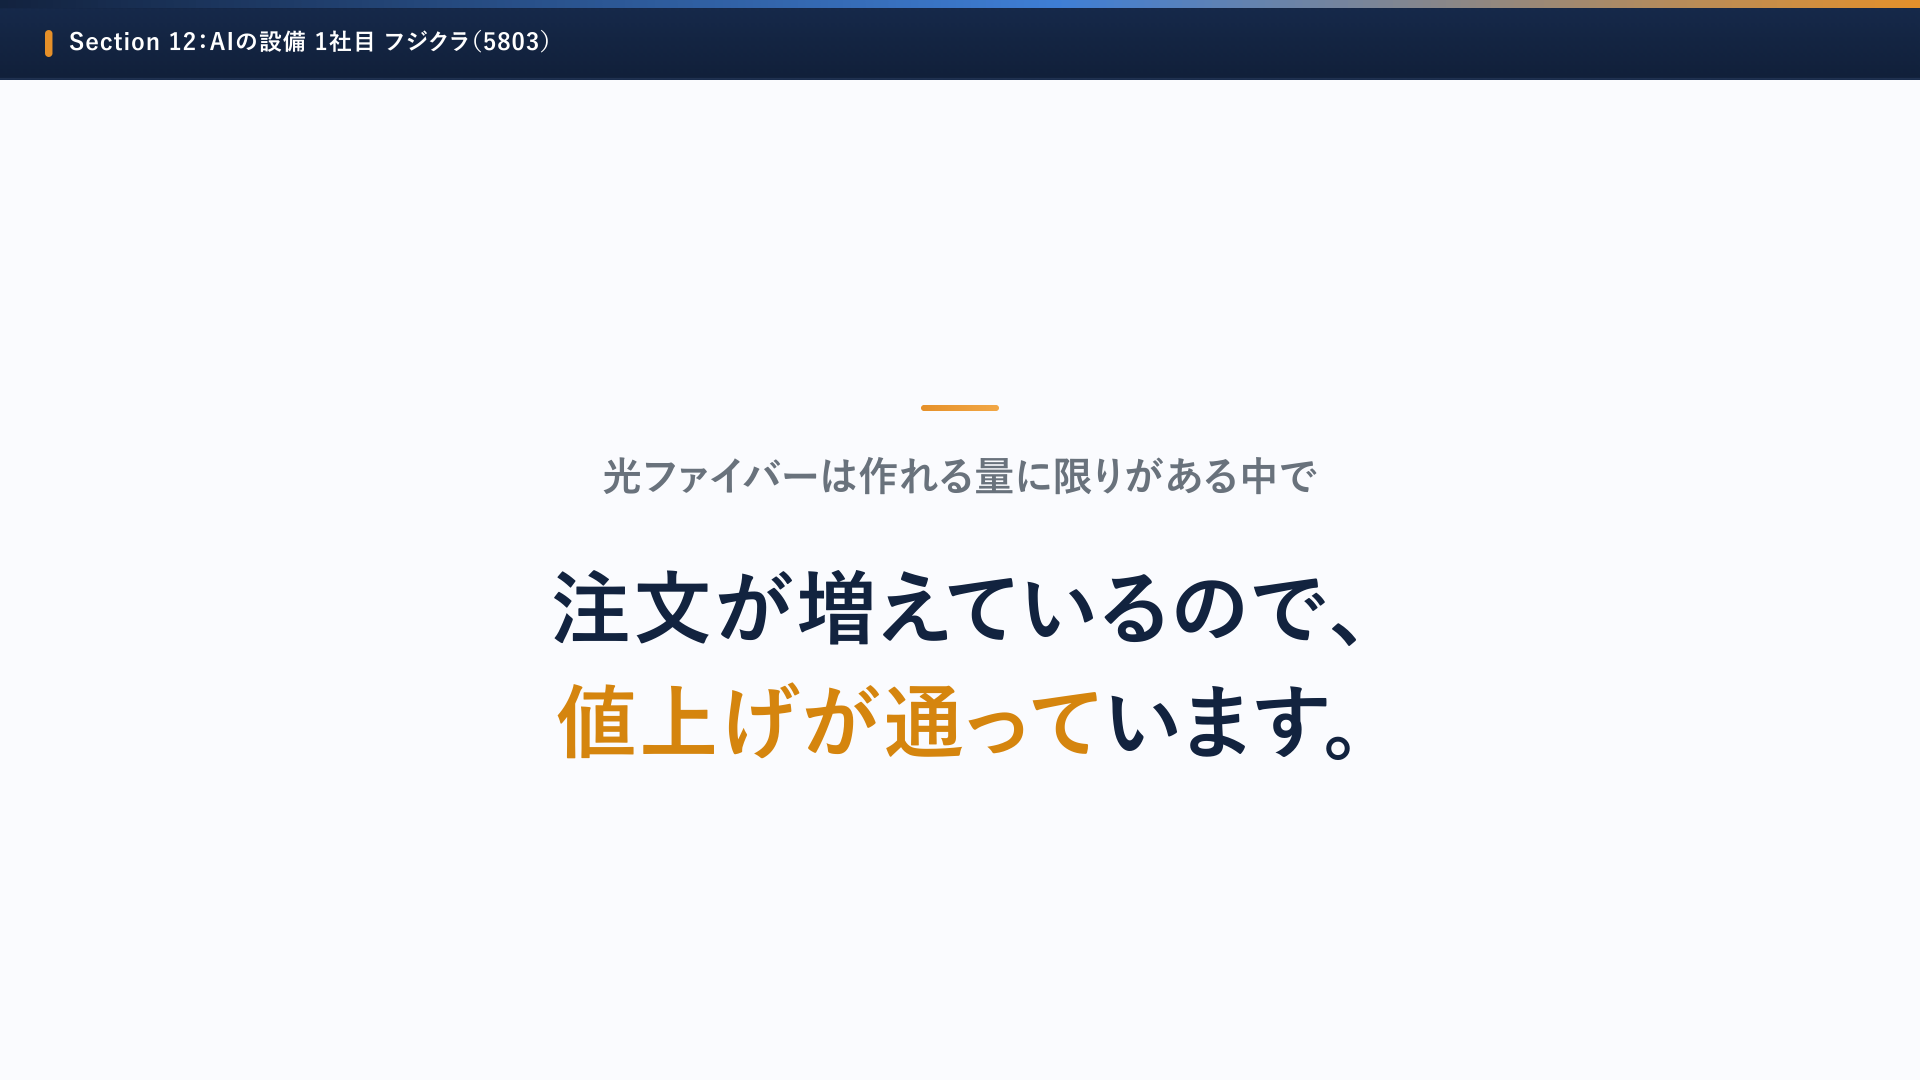 Section 12：AIの設備 1社目 フジクラ（5803）
光ファイバーは作れる量に限りがある中で
注文が増えているので、
値上げが通っています。